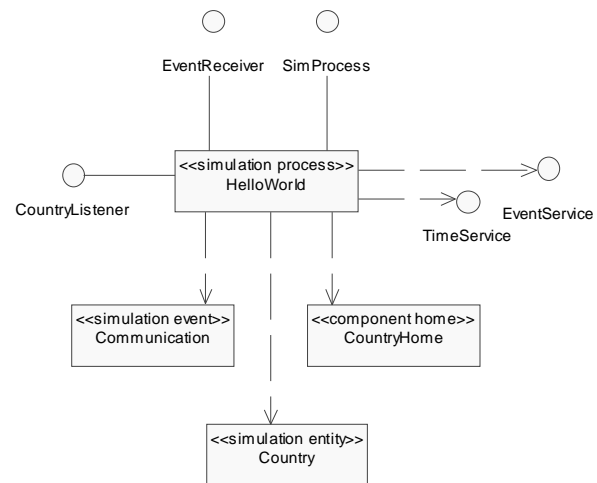 EventReceiver
SimProcess
<<simulation process>>
HelloWorld
CountryListener
EventService
TimeService
<<simulation event>>
Communication
<<component home>>
CountryHome
<<simulation entity>>
Country